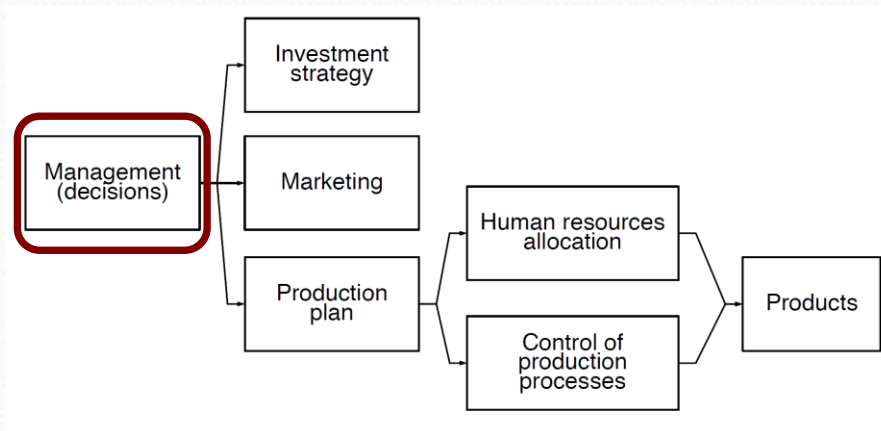 Investment
strategy
Management
(decisions)
Marketing
Human resources
allocation
Production
plan
Products
Control of
production
processes